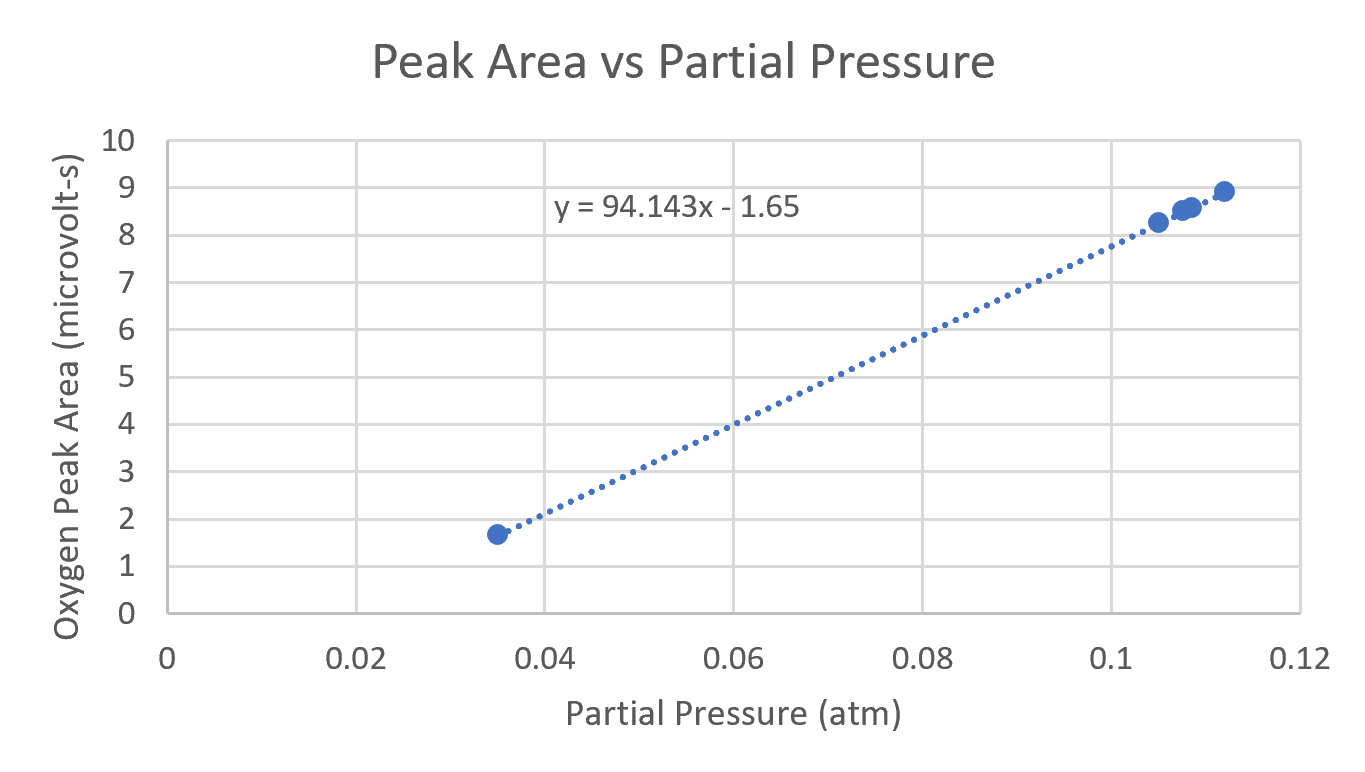 Peak Area vs Partial Pressure
Oxygen Peak Area (microvolt-s)
10
9
8
7
6
5
4
3
2
1
0
y = 94.143x - 1.65
0 0.02 0.04 0.06 0.08 0.1 0.12
Partial Pressure (atm)